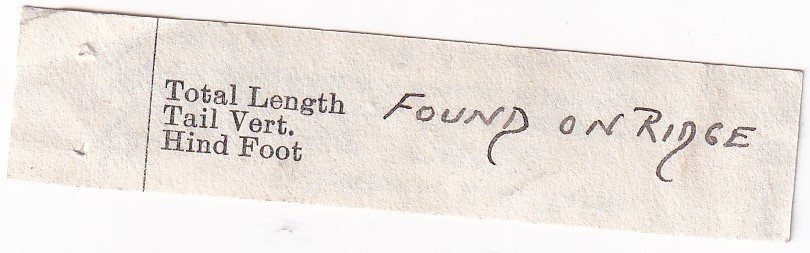 Total Length
Tail Vert.
Hind Foot
FOUND ON RIDGE